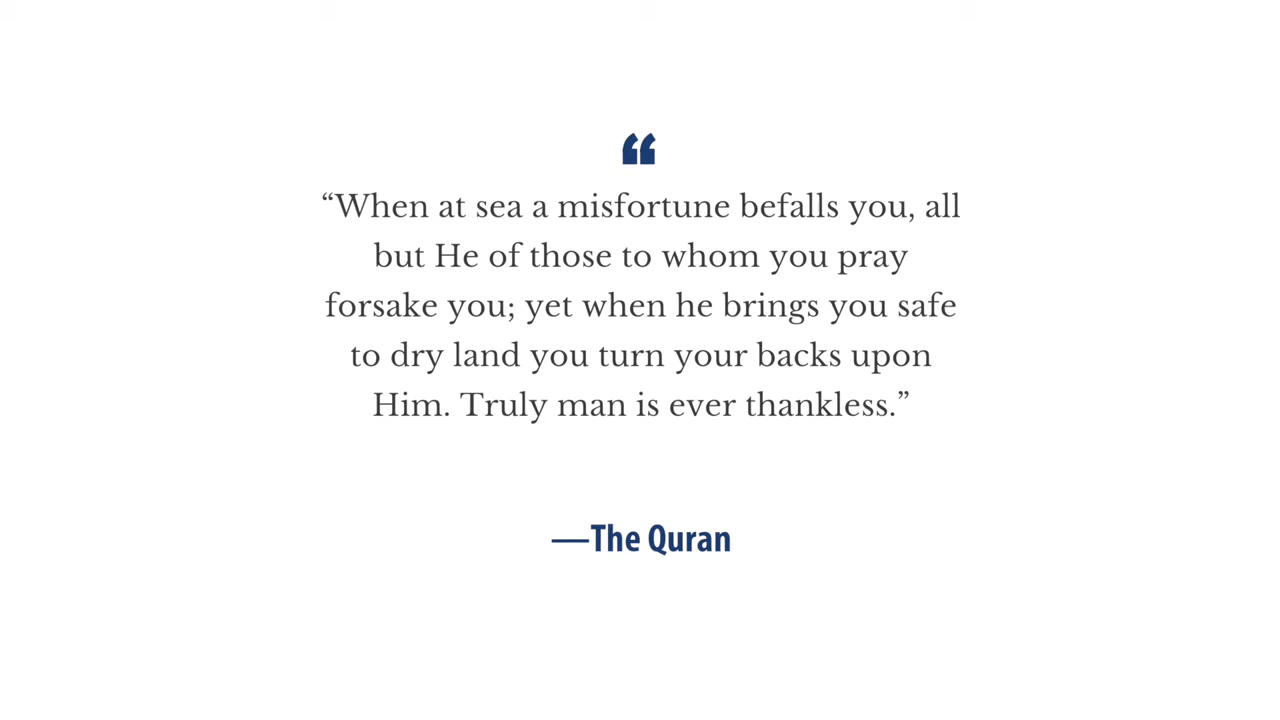 ❝
“When at sea a misfortune befalls you, all
but He of those to whom you pray
forsake you; yet when he brings you safe
to dry land you turn your backs upon
Him. Truly man is ever thankless.”
—The Quran